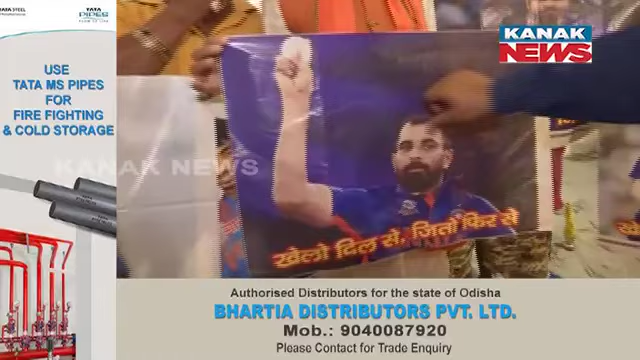 TATA STEEL
TATA
PIPES
USE
TATA MS PIPES
FOR
FIRE FIGHTING
& COLD STORAGE
KANAK
NEWS
KANAK NEWS
खेलो दिल से, जितो फिर से
Authorised Distributors for the state of Odisha
BHARTIA DISTRIBUTORS PVT. LTD.
Mob.: 9040087920
Please Contact for Trade Enquiry